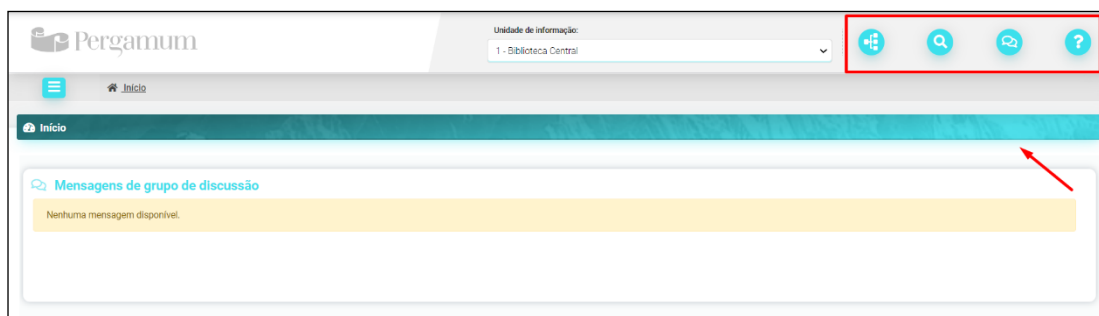 Pergamum
Unidade de informação:
1 - Biblioteca Central
Início
Início
Mensagens de grupo de discussão
Nenhuma mensagem disponível.